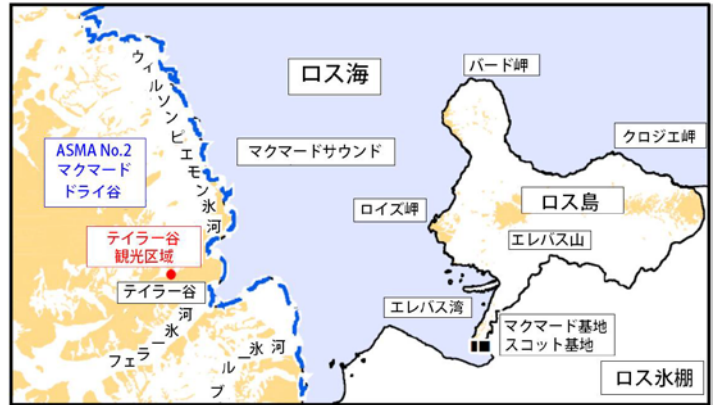 ロス海
バード岬
ウィルソンピエモン氷河
ASMA No.2
マクマード
ドライ谷
マクマードサウンド
クロジエ岬
ロイズ岬
ロス島
テイラー谷
観光区域
エレバス山
テイラー谷
エレバス湾
マクマード基地
スコット基地
フェラー氷河
ブルー氷河
ロス氷棚